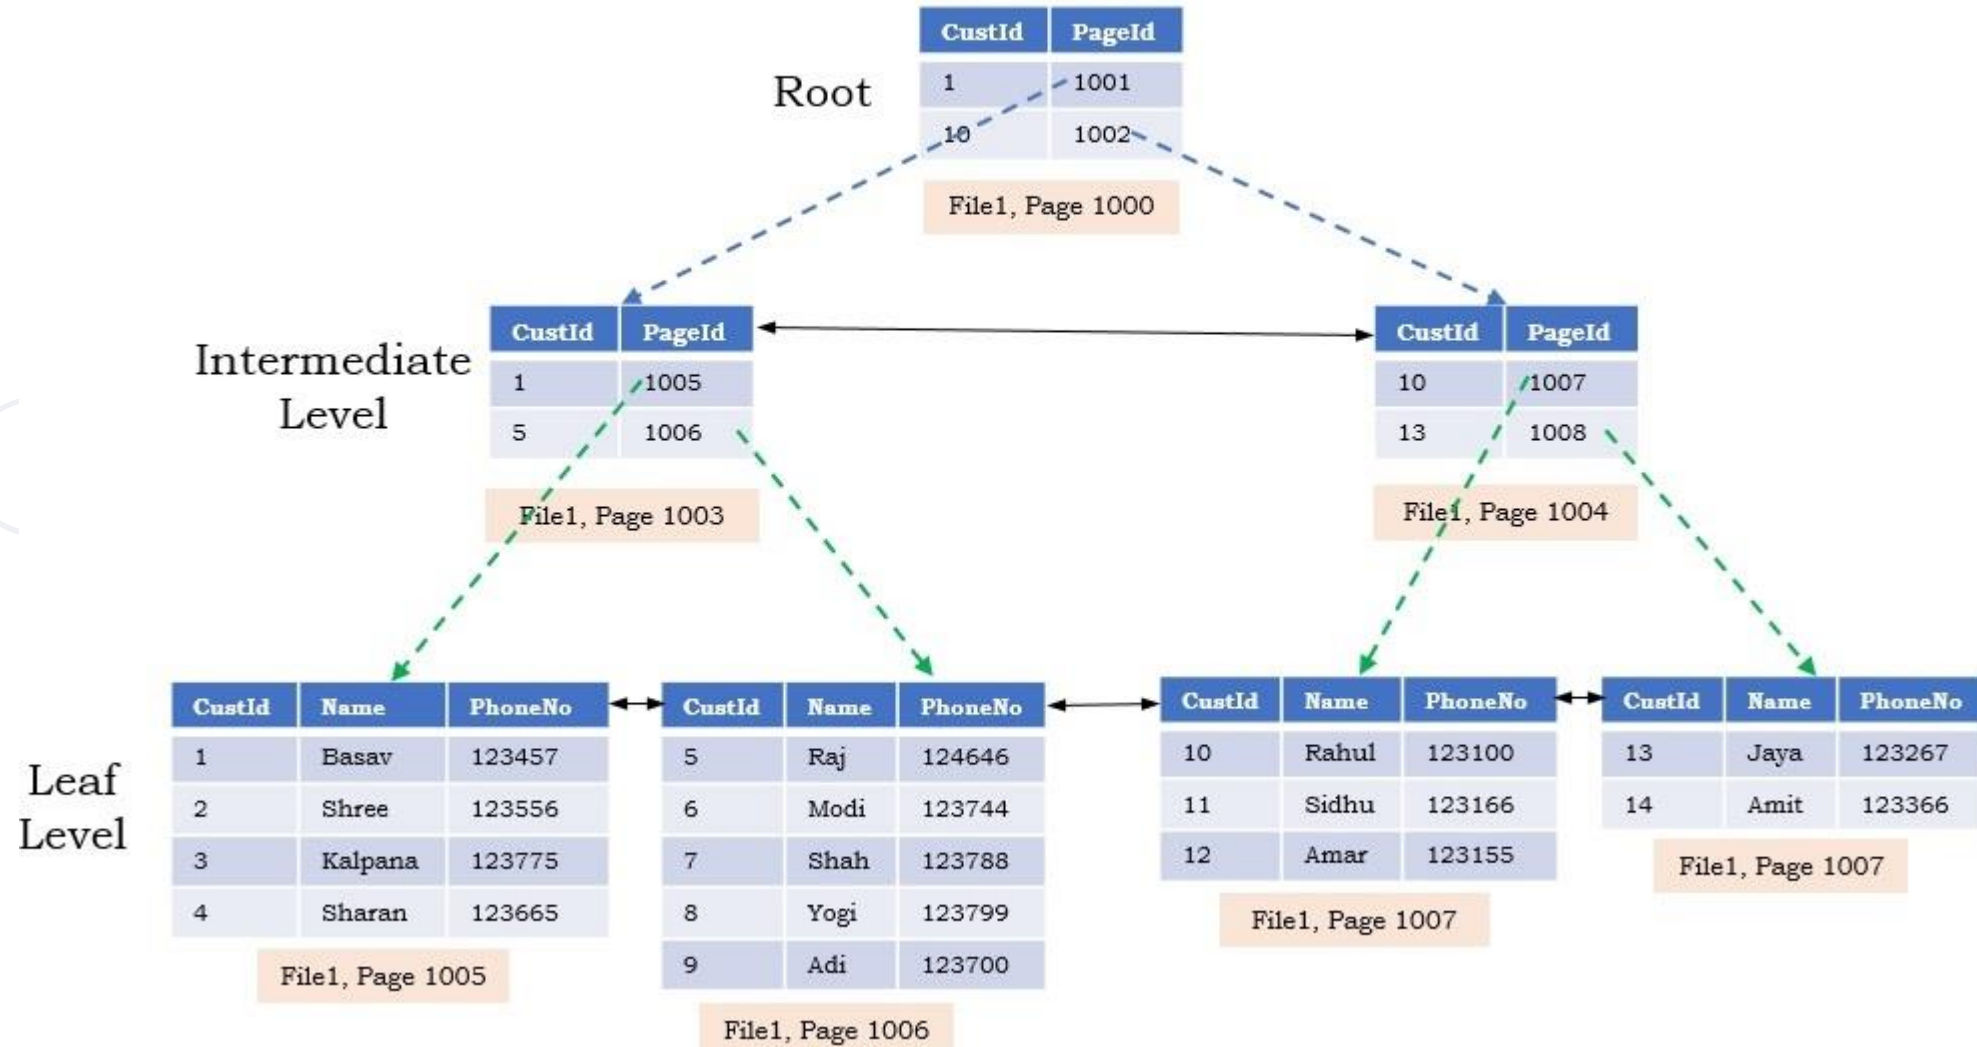 CustId PageId
Root
1 1001
10 1002
File1, Page 1000
Intermediate
Level
CustId PageId
1 1005
5 1006
File1, Page 1003
CustId PageId
10 1007
13 1008
File1, Page 1004
Leaf
Level
CustId Name PhoneNo
1 Basav 123457
2 Shree 123556
3 Kalpana 123775
4 Sharan 123665
File1, Page 1005
CustId Name PhoneNo
5 Raj 124646
6 Modi 123744
7 Shah 123788
8 Yogi 123799
9 Adi 123700
File1, Page 1006
CustId Name PhoneNo
10 Rahul 123100
11 Sidhu 123166
12 Amar 123155
File1, Page 1007
CustId Name PhoneNo
13 Jaya 123267
14 Amit 123366
File1, Page 1007